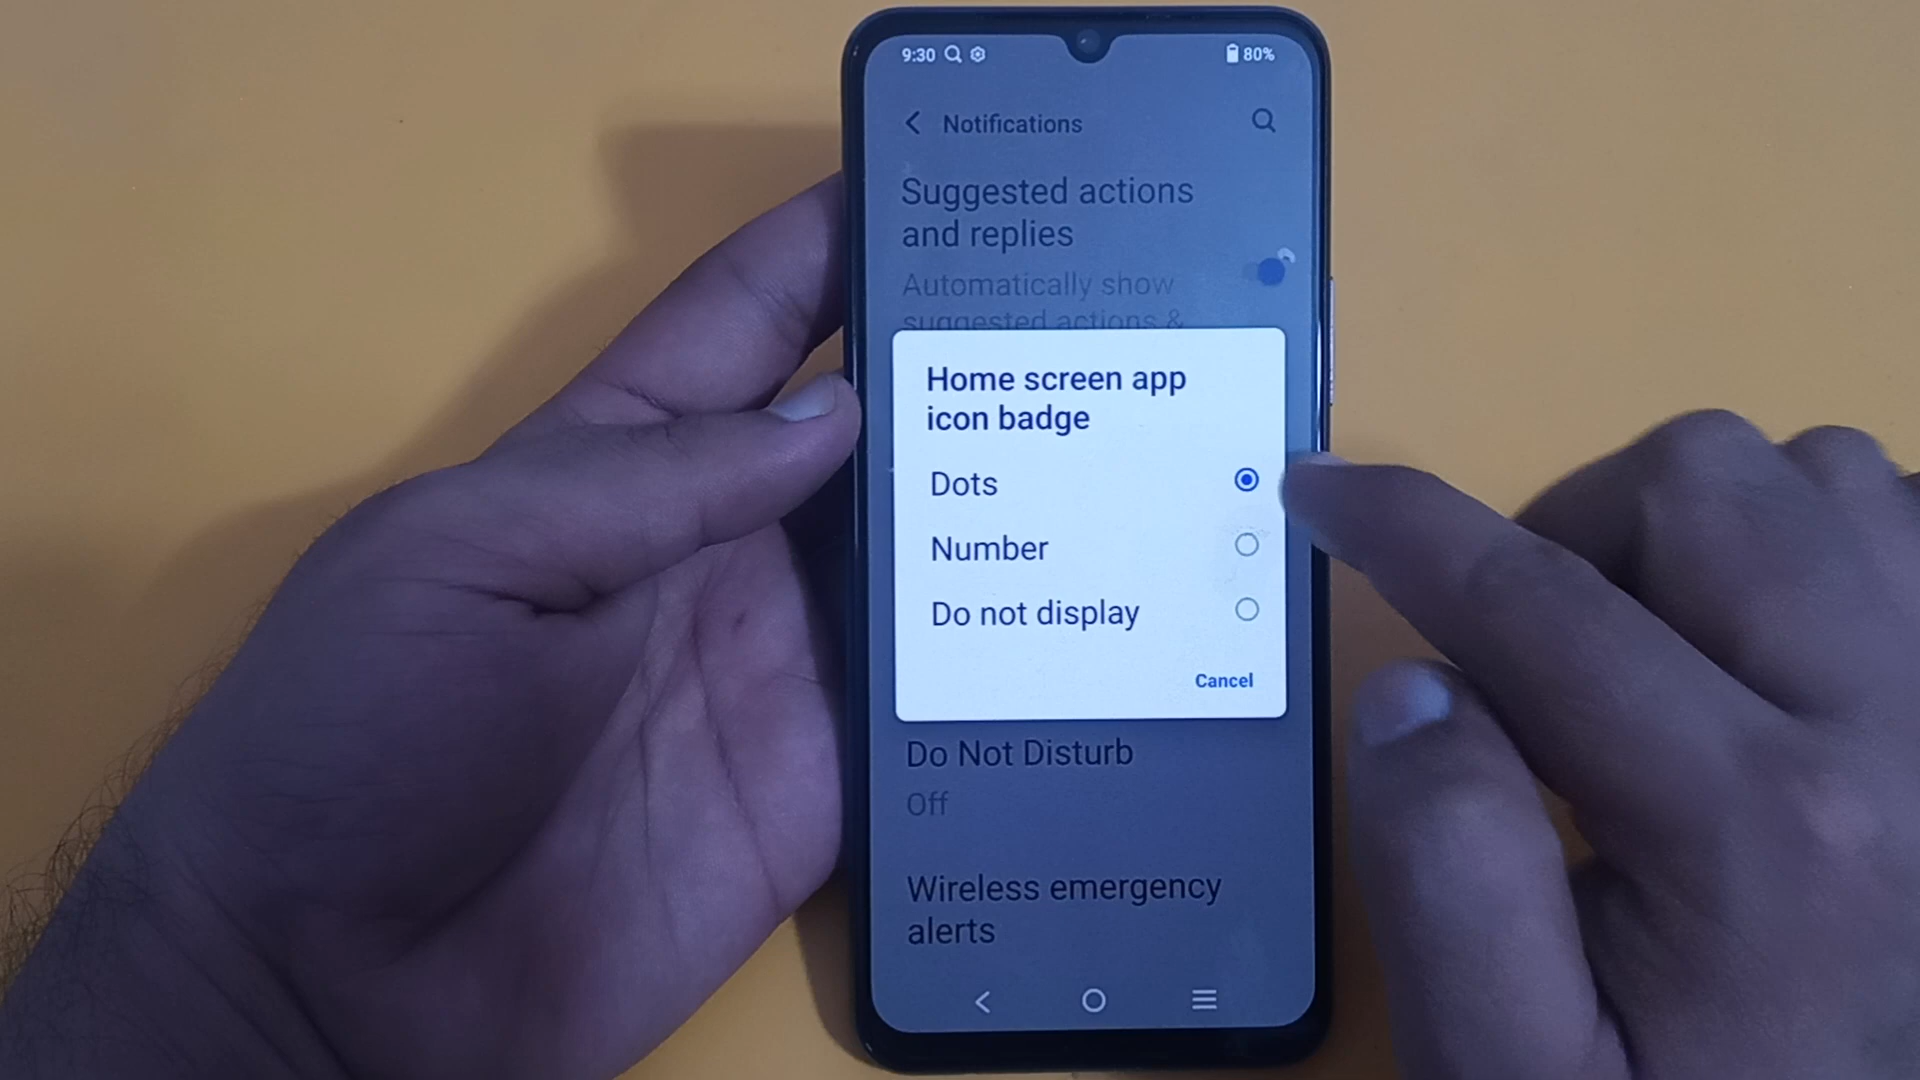 9:30 80%
Notifications
Suggested actions
and replies
Automatically show
suggested actions &
Home screen app
icon badge
Dots
Number
Do not display
Cancel
Do Not Disturb
Off
Wireless emergency
alerts